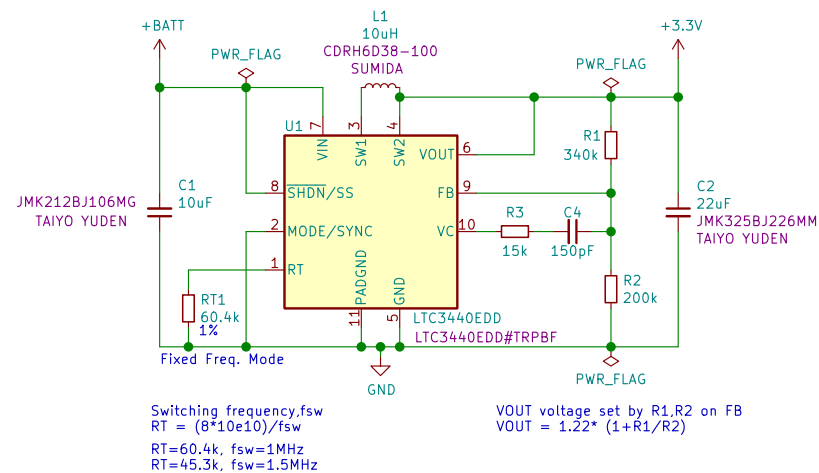 L1
10uH
CDRH6D38-100
SUMIDA
+BATT
PWR_FLAG
+3.3V
PWR_FLAG
U1
7
3
4
VIN
SW1
SW2
VOUT
6
R1
340k
8
SHDN/SS
FB
9
C1
10uF
JMK212BJ106MG
TAIYO YUDEN
C2
22uF
JMK325BJ226MM
TAIYO YUDEN
2
MODE/SYNC
VC
10
R3
15k
C4
150pF
1
RT
PADGND
GND
11
5
RT1
60.4k
1%
R2
200k
LTC3440EDD
LTC3440EDD#TRPBF
Fixed Freq. Mode
GND
PWR_FLAG
Switching frequency,fsw
RT = (8*10e10)/fsw
RT=60.4k, fsw=1MHz
RT=45.3k, fsw=1.5MHz
VOUT voltage set by R1,R2 on FB
VOUT = 1.22* (1+R1/R2)